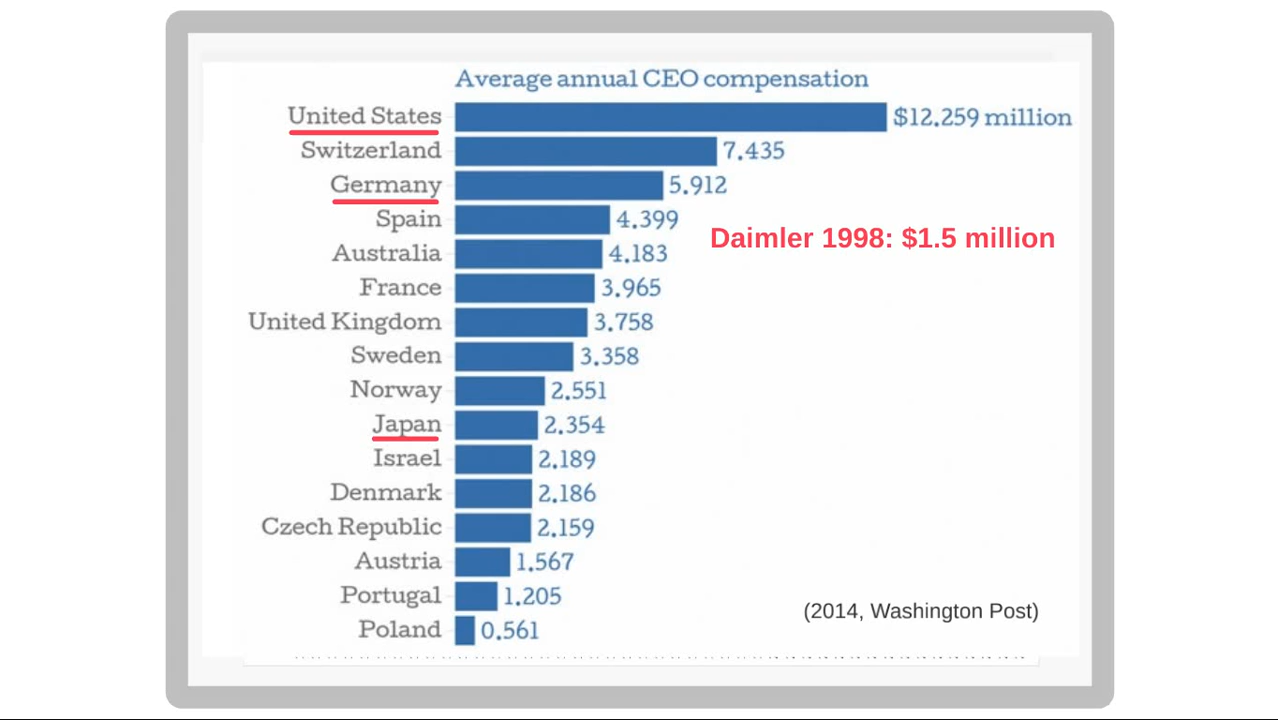 Average annual CEO compensation
United States $12.259 million
Switzerland 7.435
Germany 5.912
Spain 4.399
Daimler 1998: $1.5 million
Australia 4.183
France 3.965
United Kingdom 3.758
Sweden 3.358
Norway 2.551
Japan 2.354
Israel 2.189
Denmark 2.186
Czech Republic 2.159
Austria 1.567
Portugal 1.205
(2014, Washington Post)
Poland 0.561